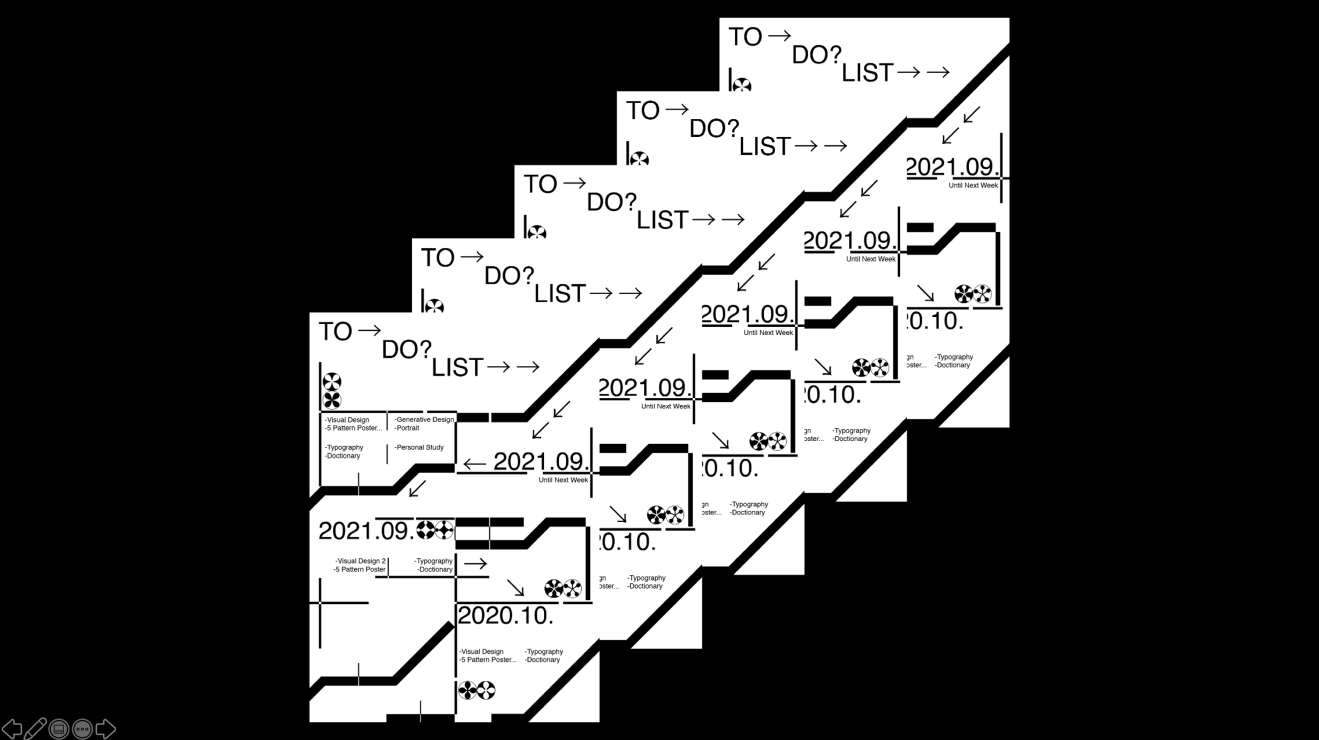 TO →
DO?
LIST → →
TO →
DO?
LIST → →
2021.09.
Until Next Week
TO →
DO?
LIST → →
2021.09.
Until Next Week
TO →
DO?
LIST → →
2021.09.
Until Next Week
20.10.
gn -Typography
oster... -Doctionary
TO →
DO?
LIST → →
2021.09.
Until Next Week
20.10.
gn -Typography
oster... -Doctionary
-Visual Design -Generative Design
-5 Pattern Poster... -Portrait
-Typography -Personal Study
-Doctionary
← 2021.09.
Until Next Week
20.10.
gn -Typography
oster... -Doctionary
2021.09.
-Visual Design 2 -Typography
-5 Pattern Poster -Doctionary
20.10.
gn -Typography
oster... -Doctionary
2020.10.
-Visual Design -Typography
-5 Pattern Poster... -Doctionary